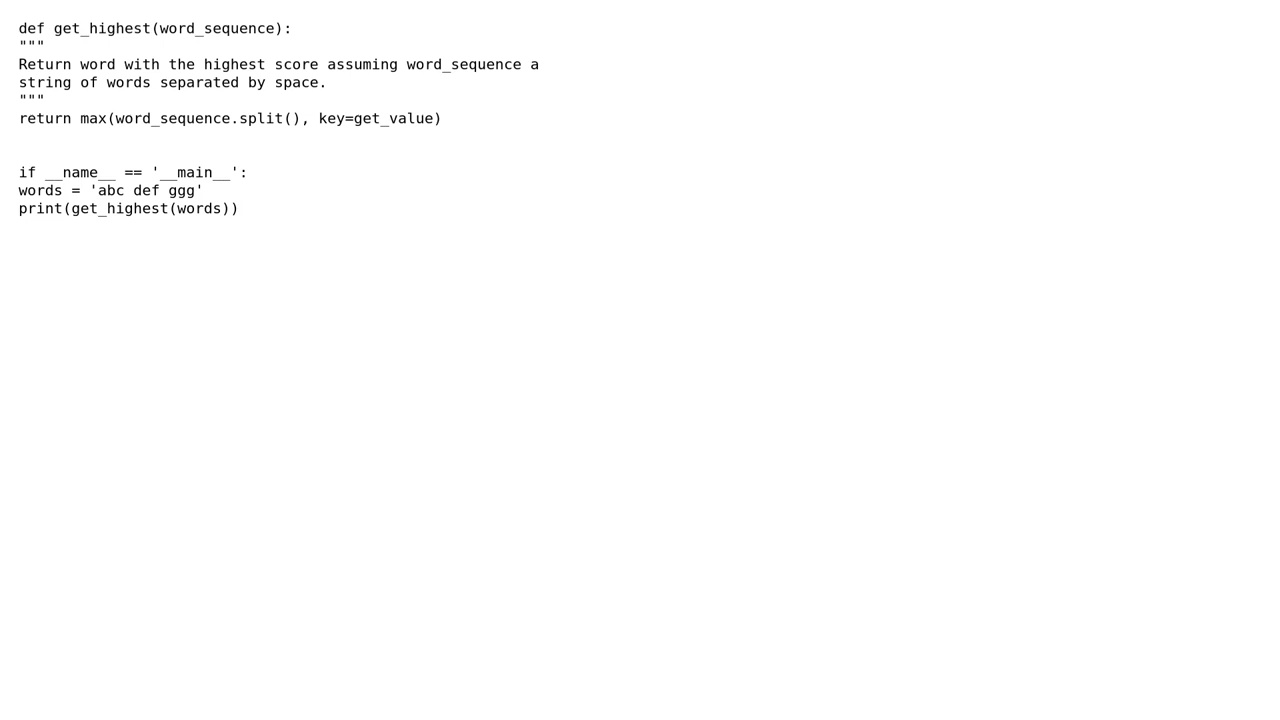 def get_highest(word_sequence):
"""
Return word with the highest score assuming word_sequence a
string of words separated by space.
"""
return max(word_sequence.split(), key=get_value)
if __name__ == '__main__':
words = 'abc def ggg'
print(get_highest(words))